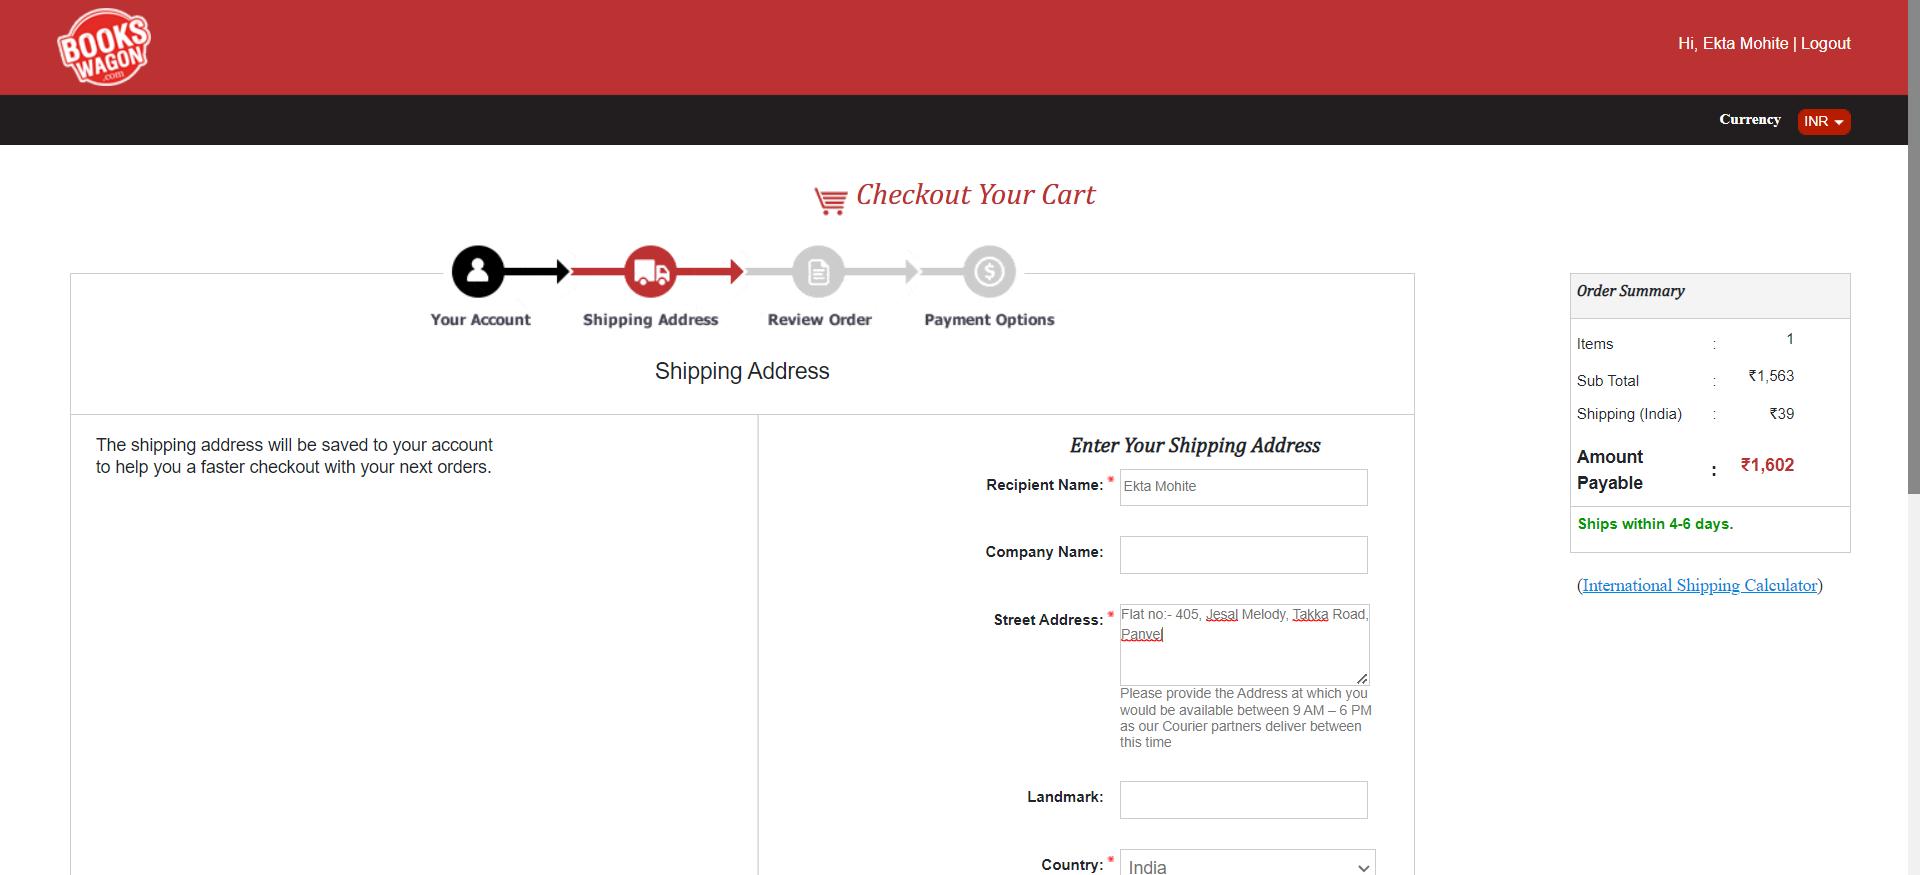 BOOKS
WAGON
.com
Hi, Ekta Mohite | Logout
Currency INR
Checkout Your Cart
Your Account Shipping Address Review Order Payment Options
Shipping Address
The shipping address will be saved to your account
to help you a faster checkout with your next orders.
Enter Your Shipping Address
Recipient Name: * Ekta Mohite
Company Name:
Street Address: * Flat no:- 405, Jesal Melody, Takka Road,
Panvel
Please provide the Address at which you
would be available between 9 AM – 6 PM
as our Courier partners deliver between
this time
Landmark:
Country: * India
Order Summary
Items : 1
Sub Total : ₹1,563
Shipping (India) : ₹39
Amount
Payable : ₹1,602
Ships within 4-6 days.
(International Shipping Calculator)